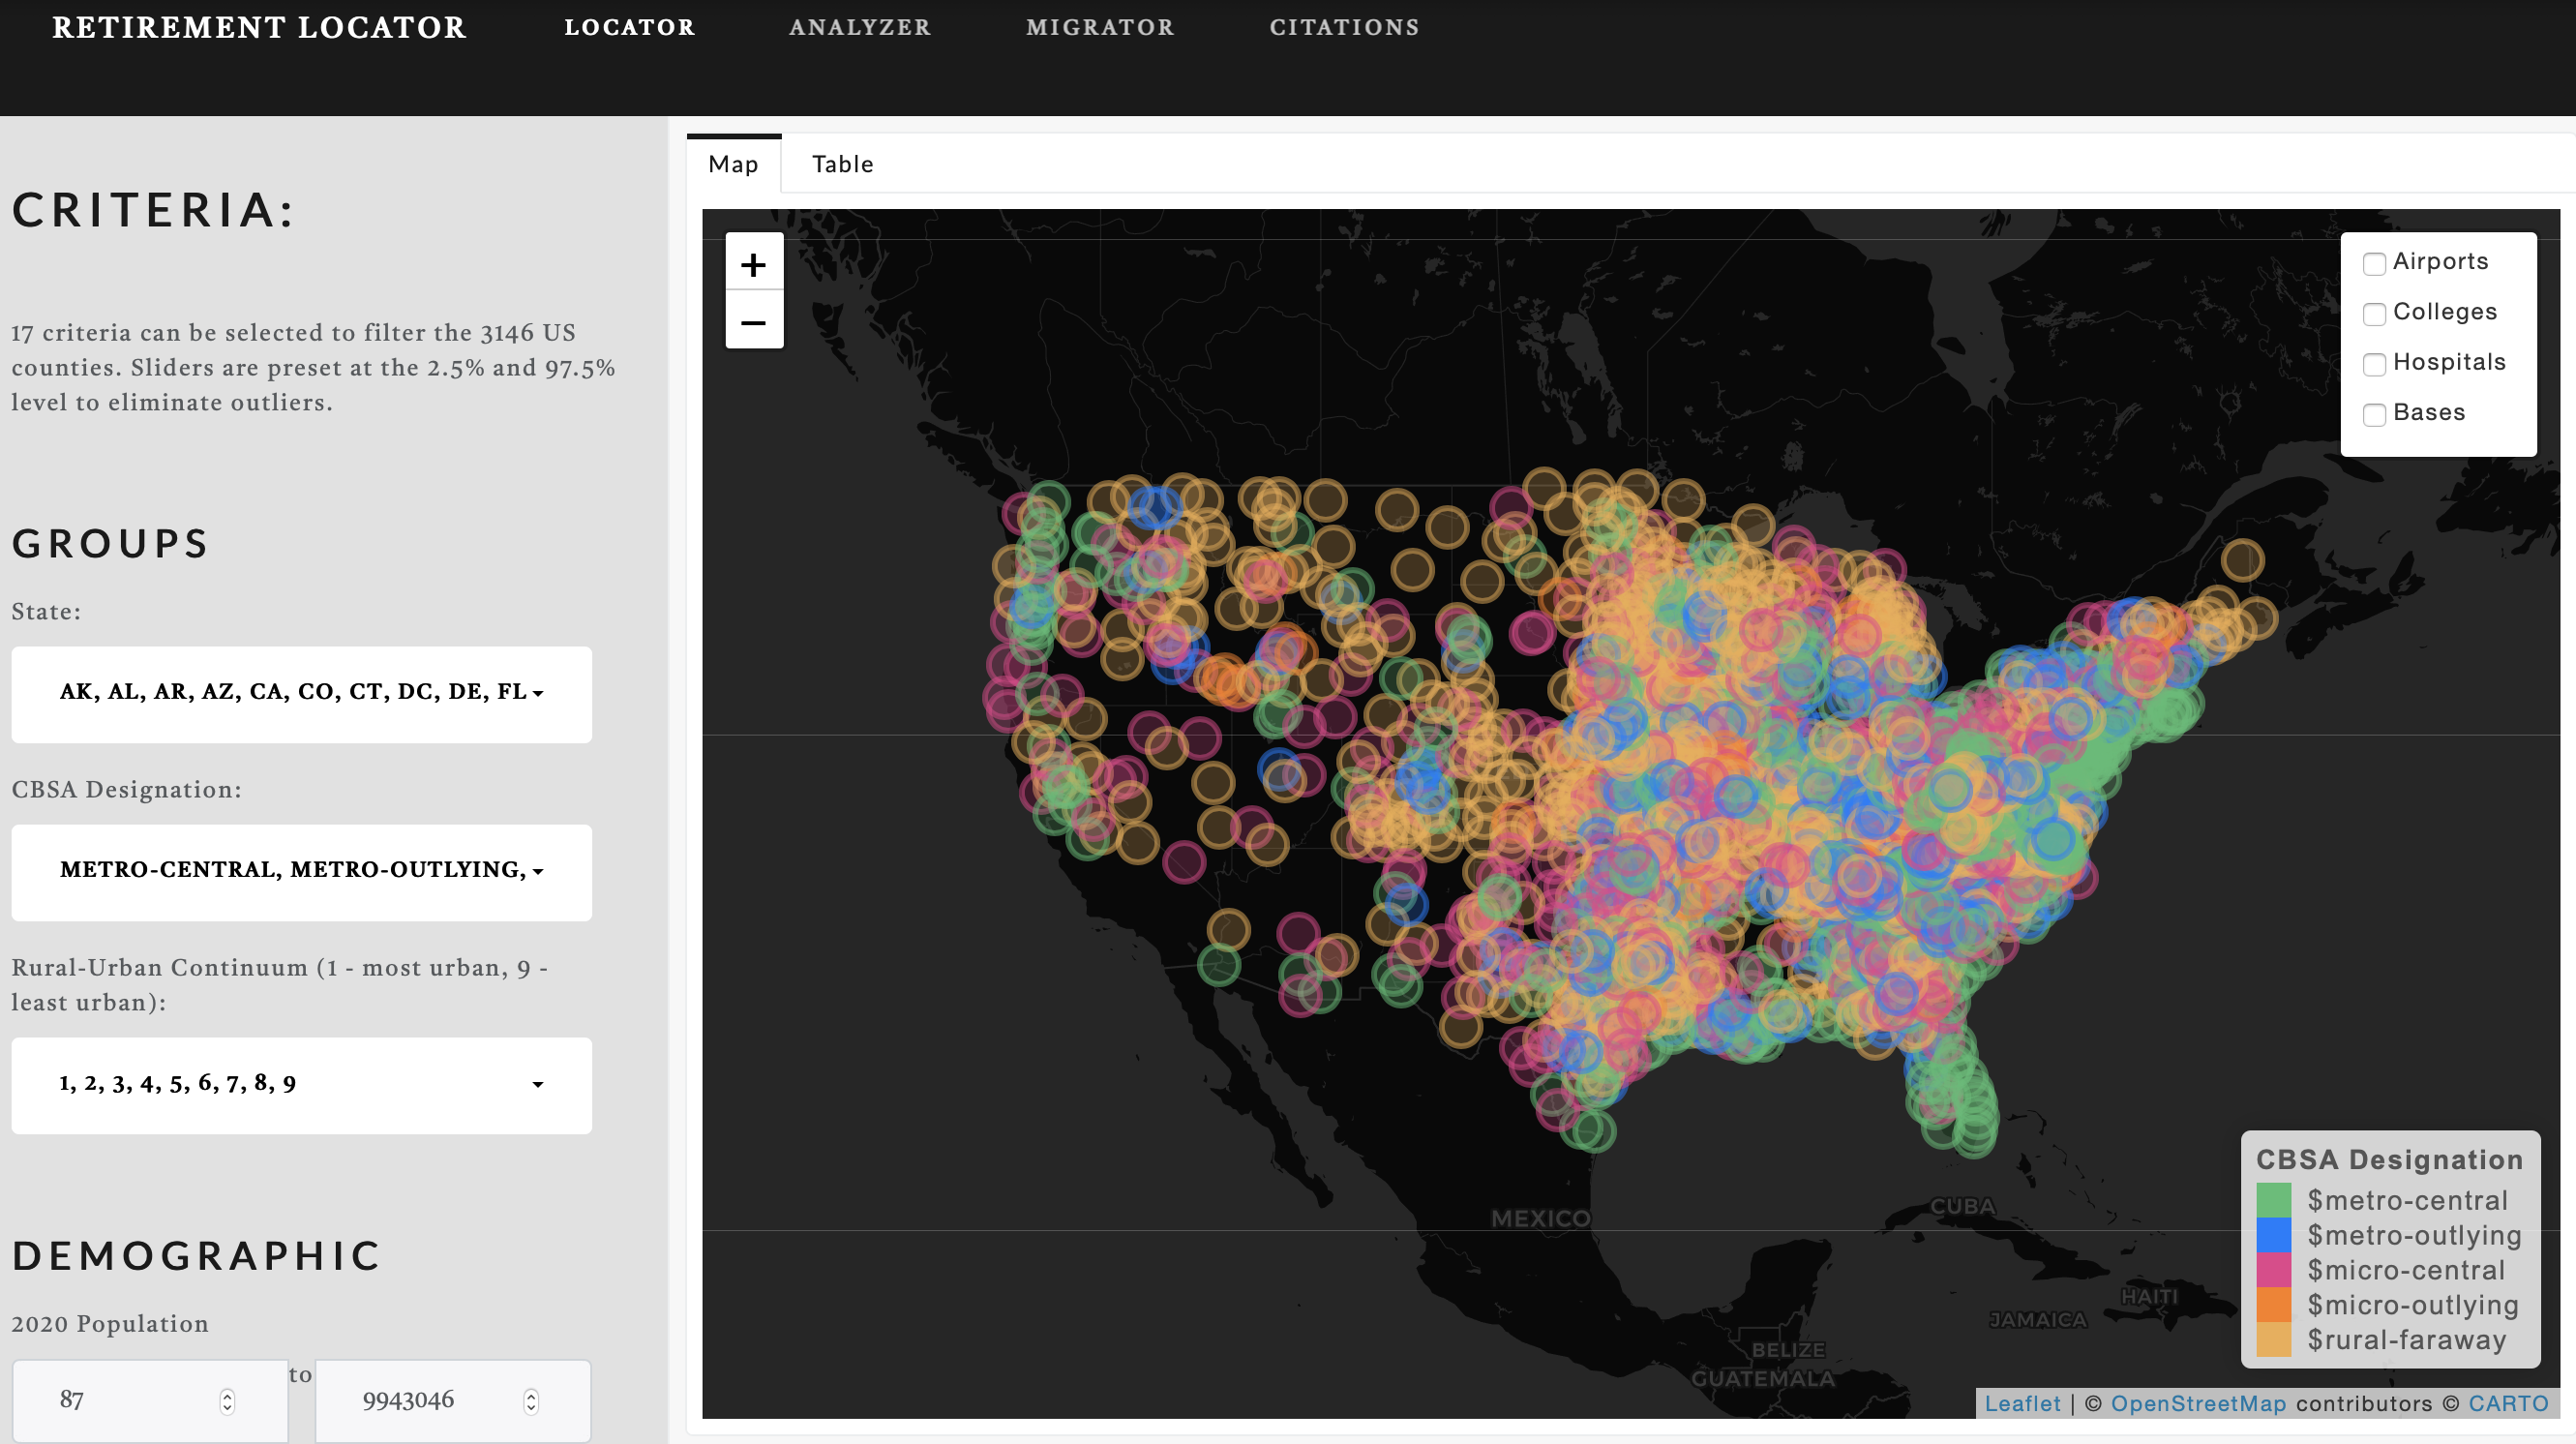 RETIREMENT LOCATOR
LOCATOR
ANALYZER
MIGRATOR
CITATIONS
CRITERIA:
17 criteria can be selected to filter the 3146 US
counties. Sliders are preset at the 2.5% and 97.5%
level to eliminate outliers.
GROUPS
State:
AK, AL, AR, AZ, CA, CO, CT, DC, DE, FL
CBSA Designation:
METRO-CENTRAL, METRO-OUTLYING,
Rural-Urban Continuum (1 - most urban, 9 -
least urban):
1, 2, 3, 4, 5, 6, 7, 8, 9
DEMOGRAPHIC
2020 Population
87
to
9943046
Map
Table
+
−
Airports
Colleges
Hospitals
Bases
MEXICO
CUBA
HAITI
JAMAICA
BELIZE
GUATEMALA
CBSA Designation
$metro-central
$metro-outlying
$micro-central
$micro-outlying
$rural-faraway
Leaflet | © OpenStreetMap contributors © CARTO